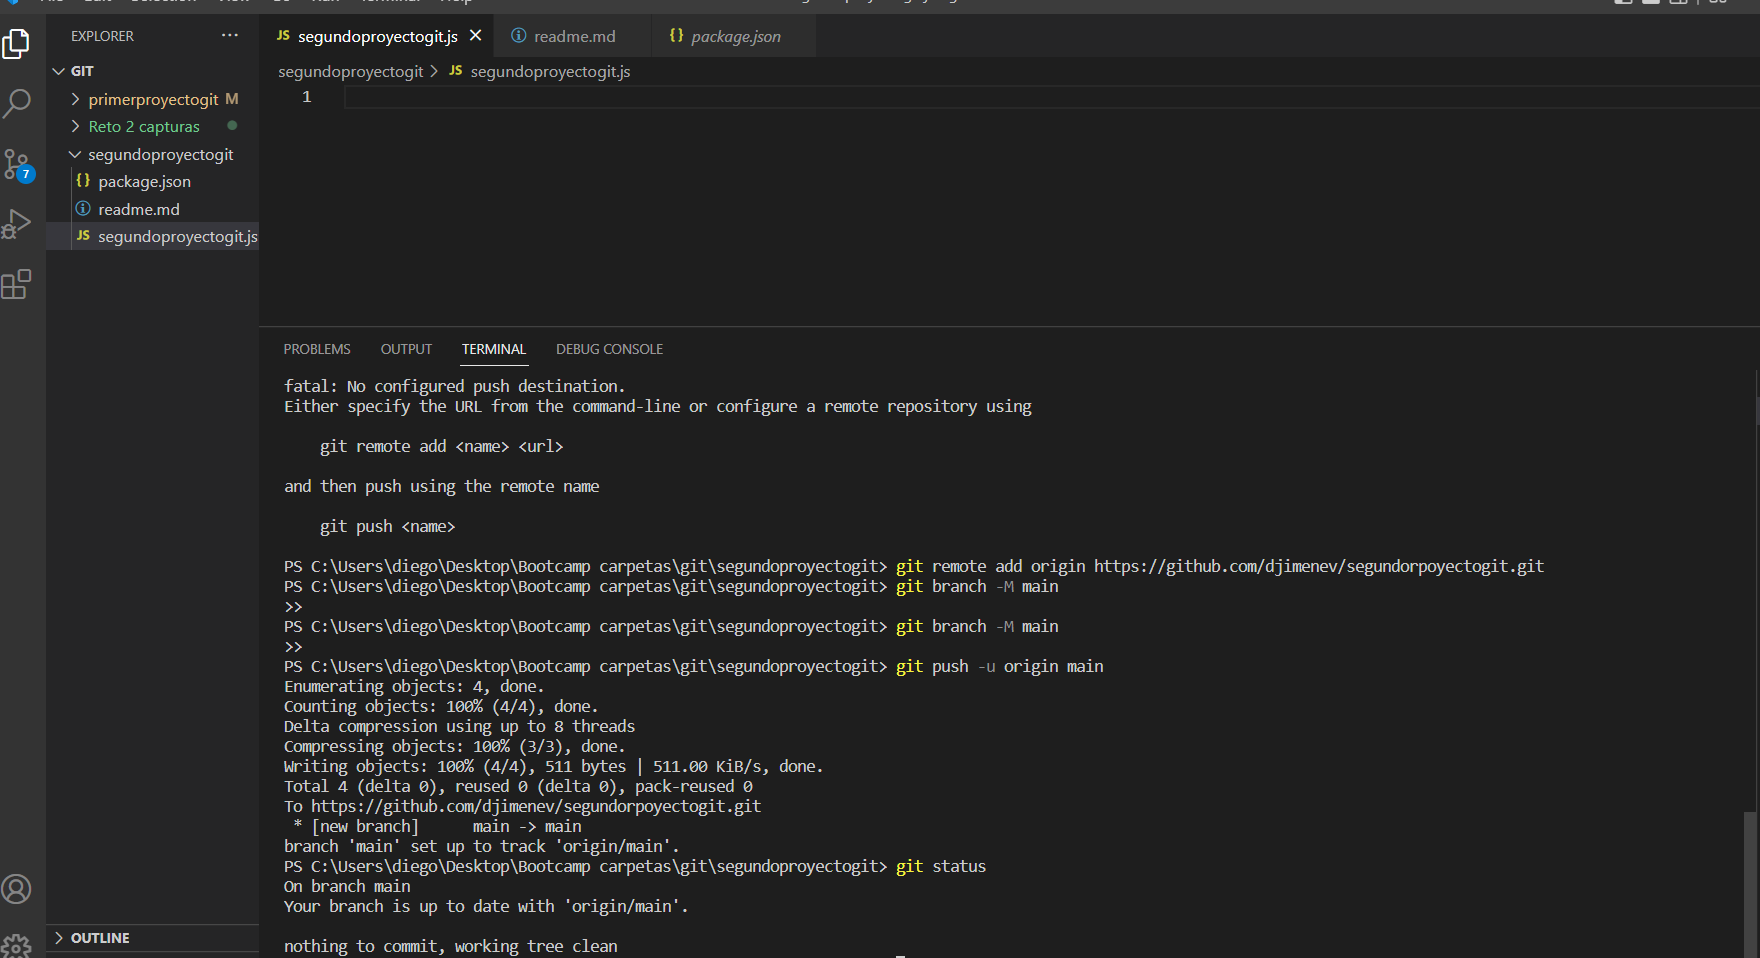 EXPLORER ...
GIT
primerproyectogit M
Reto 2 capturas
segundoproyectogit
package.json
readme.md
JS segundoproyectogit.js
7
OUTLINE
JS segundoproyectogit.js
readme.md
{} package.json
segundoproyectogit > JS segundoproyectogit.js
1
PROBLEMS OUTPUT TERMINAL DEBUG CONSOLE
fatal: No configured push destination.
Either specify the URL from the command-line or configure a remote repository using
git remote add <name> <url>
and then push using the remote name
git push <name>
PS C:\Users\diego\Desktop\Bootcamp carpetas\git\segundoproyectogit> git remote add origin https://github.com/djimenev/segundorpoyectogit.git
PS C:\Users\diego\Desktop\Bootcamp carpetas\git\segundoproyectogit> git branch -M main
>>
PS C:\Users\diego\Desktop\Bootcamp carpetas\git\segundoproyectogit> git branch -M main
>>
PS C:\Users\diego\Desktop\Bootcamp carpetas\git\segundoproyectogit> git push -u origin main
Enumerating objects: 4, done.
Counting objects: 100% (4/4), done.
Delta compression using up to 8 threads
Compressing objects: 100% (3/3), done.
Writing objects: 100% (4/4), 511 bytes | 511.00 KiB/s, done.
Total 4 (delta 0), reused 0 (delta 0), pack-reused 0
To https://github.com/djimenev/segundorpoyectogit.git
* [new branch] main -> main
branch 'main' set up to track 'origin/main'.
PS C:\Users\diego\Desktop\Bootcamp carpetas\git\segundoproyectogit> git status
On branch main
Your branch is up to date with 'origin/main'.
nothing to commit, working tree clean